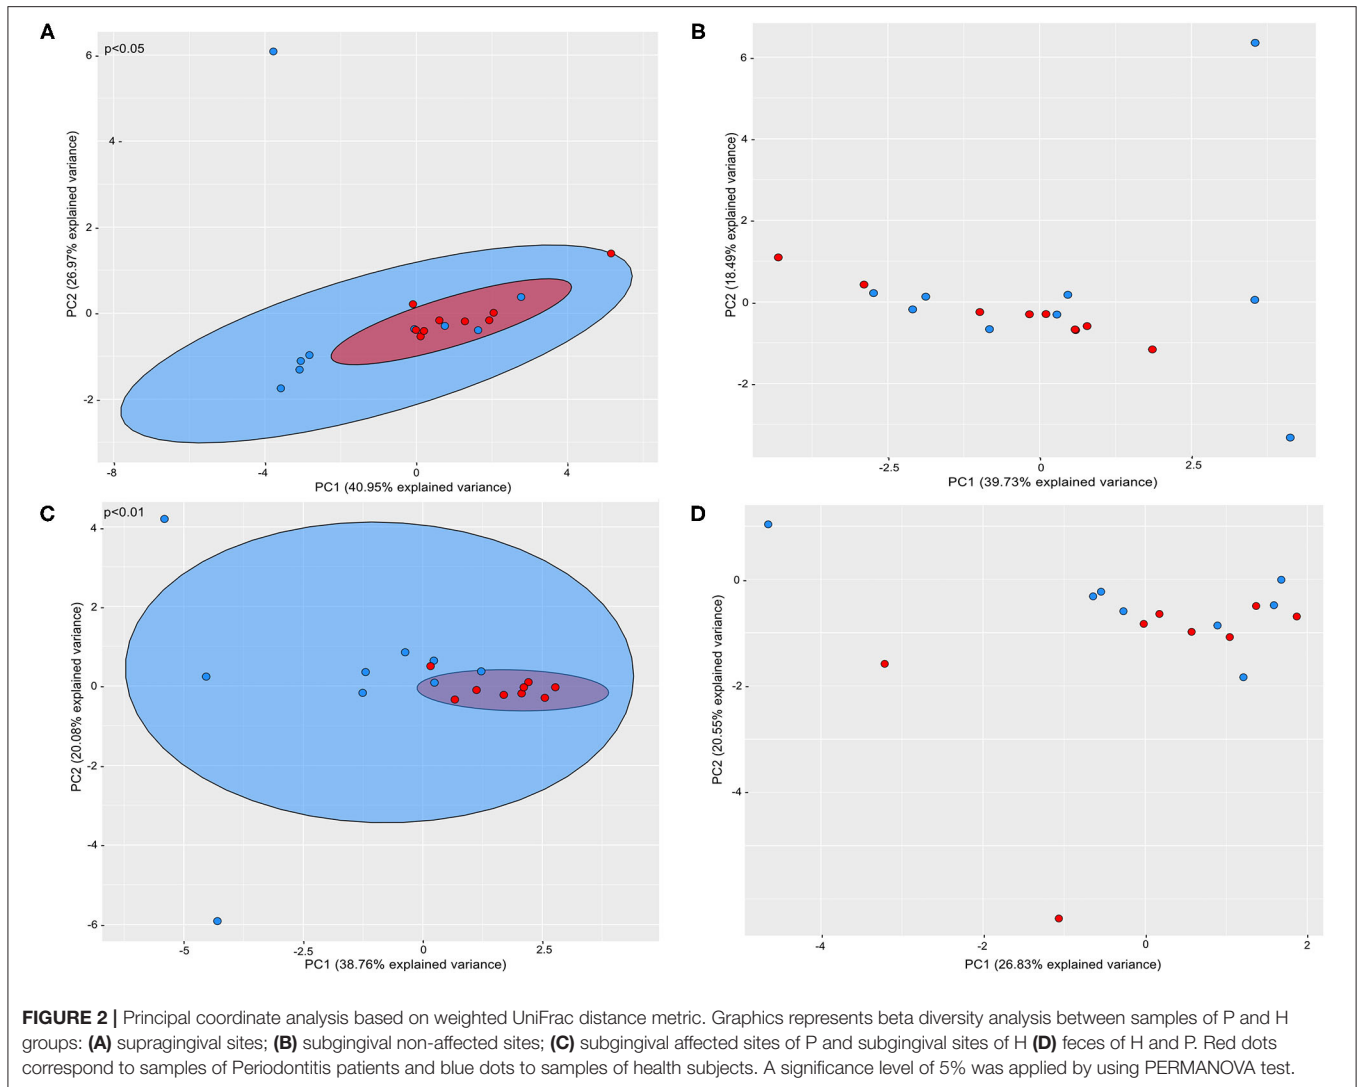 A
p<0.05
6
4
2
0
-2
PC2 (26.97% explained variance)
-8
-4
0
4
PC1 (40.95% explained variance)
B
6
4
2
0
-2
PC2 (18.49% explained variance)
-2.5
0
2.5
PC1 (39.73% explained variance)
C
p<0.01
4
2
0
-2
-4
-6
PC2 (20.08% explained variance)
-5
-2.5
0
2.5
PC1 (38.76% explained variance)
D
0
-2
-4
PC2 (20.55% explained variance)
-4
-2
0
2
PC1 (26.83% explained variance)
FIGURE 2 | Principal coordinate analysis based on weighted UniFrac distance metric. Graphics represents beta diversity analysis between samples of P and H
groups: (A) supragingival sites; (B) subgingival non-affected sites; (C) subgingival affected sites of P and subgingival sites of H (D) feces of H and P. Red dots
correspond to samples of Periodontitis patients and blue dots to samples of health subjects. A significance level of 5% was applied by using PERMANOVA test.